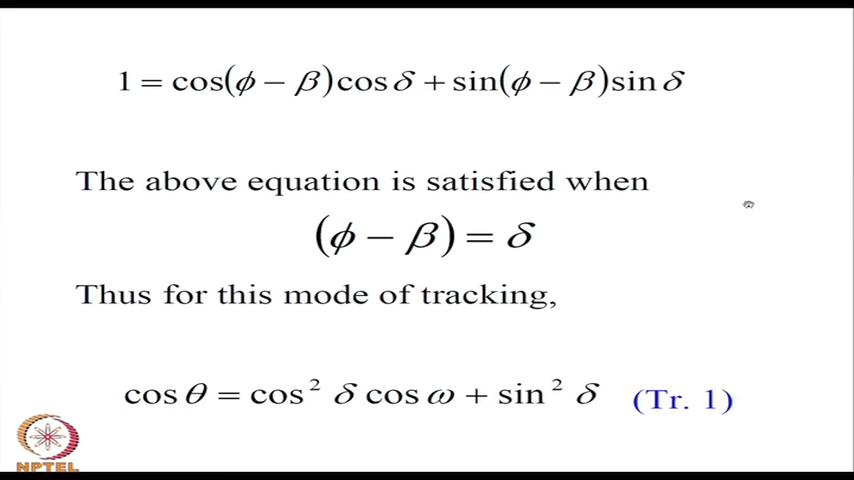 1 = cos(ϕ − β)cos δ + sin(ϕ − β)sin δ
The above equation is satisfied when
(ϕ − β) = δ
Thus for this mode of tracking,
cos θ = cos² δ cos ω + sin² δ (Tr. 1)
NPTEL